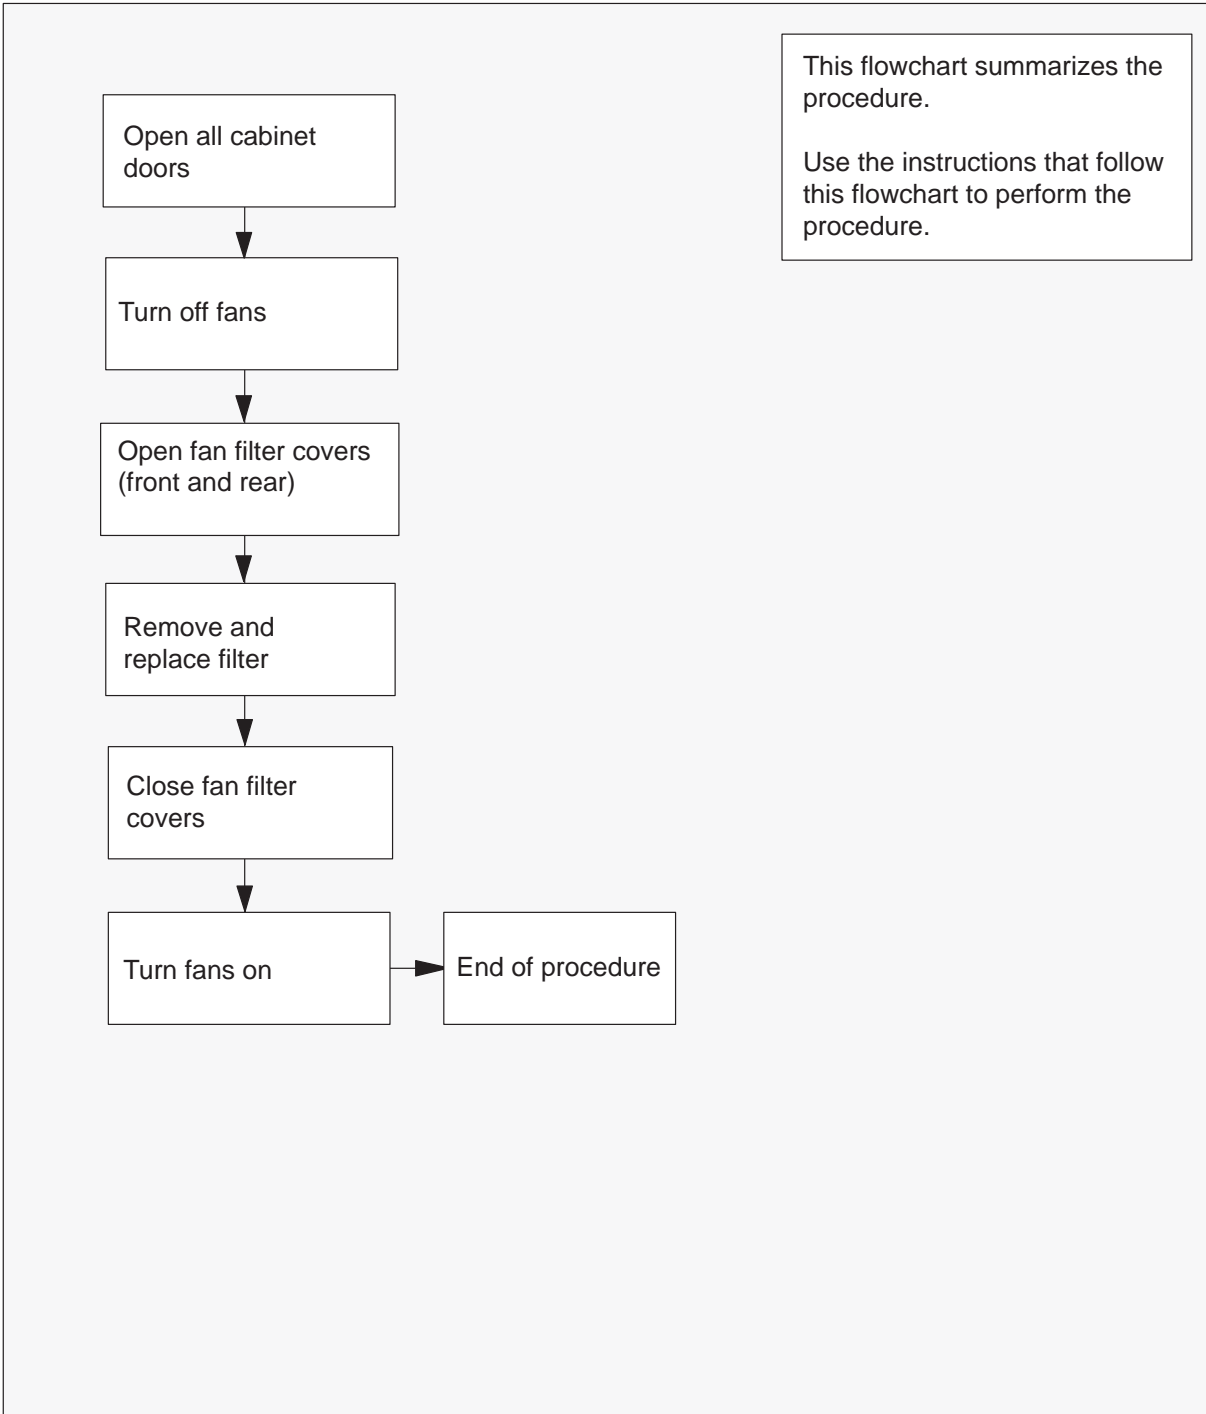 This flowchart summarizes the
procedure.
Use the instructions that follow
this flowchart to perform the
procedure.
Open all cabinet
doors
Turn off fans
Open fan filter covers
(front and rear)
Remove and
replace filter
Close fan filter
covers
Turn fans on
End of procedure